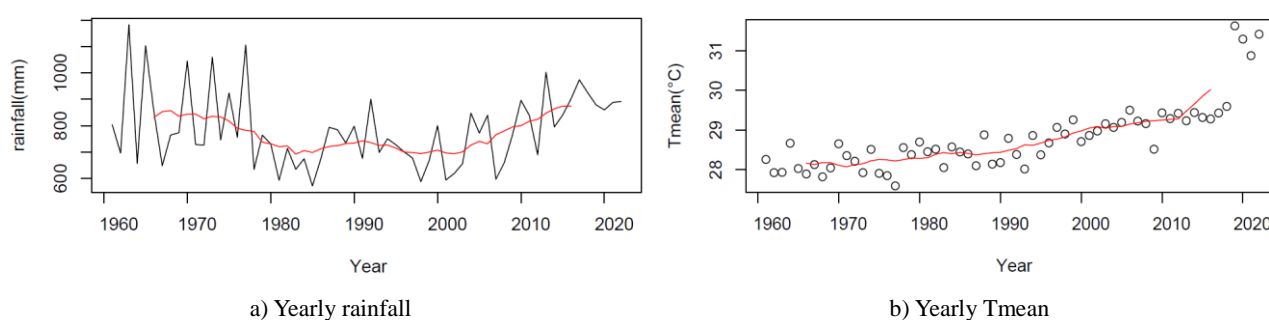 rainfall(mm)
600 800 1000
1960 1970 1980 1990 2000 2010 2020
Year
a) Yearly rainfall
Tmean(°C)
28 29 30 31
1960 1970 1980 1990 2000 2010 2020
Year
b) Yearly Tmean